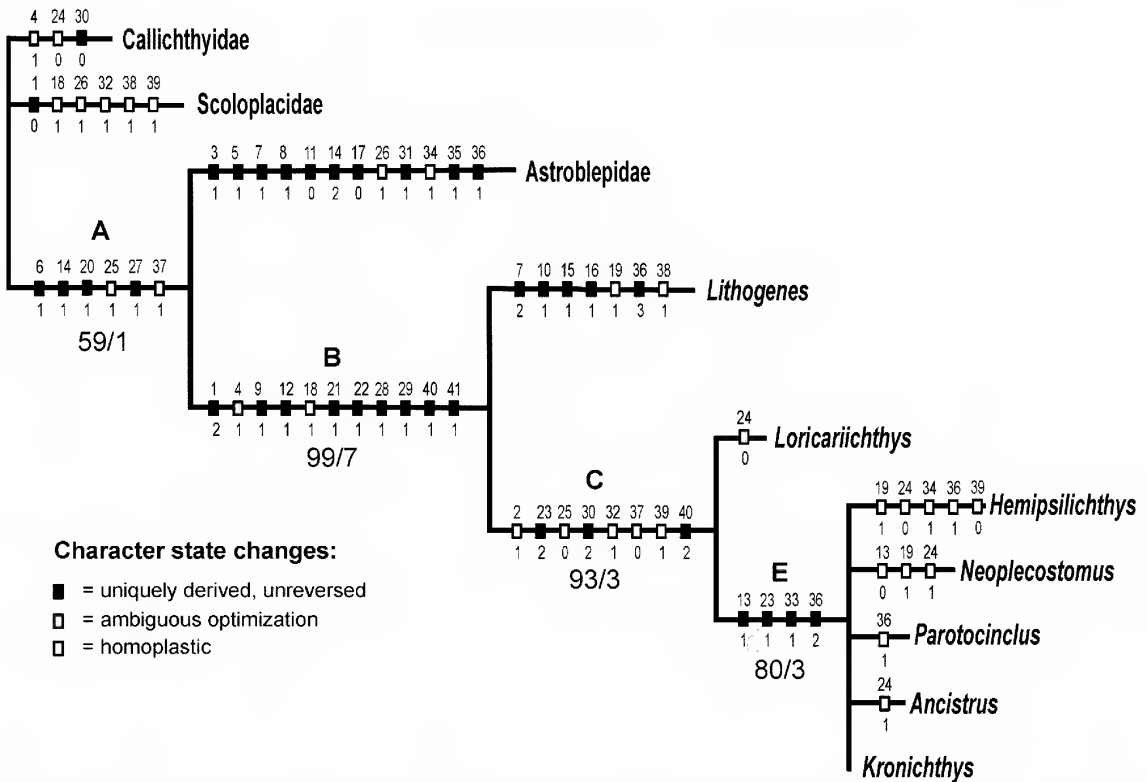 4 24 30
Callichthyidae
1 0 0
1 18 26 32 38 39
Scoloplacidae
0 1 1 1 1 1
3 5 7 8 11 14 17 26 31 34 35 36
Astroblepidae
1 1 1 1 0 2 0 1 1 1 1 1
A
6 14 20 25 27 37
1 1 1 1 1 1
59/1
7 10 15 16 19 36 38
Lithogenes
2 1 1 1 1 3 1
B
1 4 9 12 18 21 22 28 29 40 41
2 1 1 1 1 1 1 1 1 1 1
99/7
24
Loricariichthys
0
C
2 23 25 30 32 37 39 40
1 2 0 2 1 0 1 2
93/3
19 24 34 36 39
Hemipsilichthys
1 0 1 1 0
13 19 24
Neoplecostomus
0 1 1
E
13 23 33 36
1 1 1 2
80/3
36
Parotocinclus
1
24
Ancistrus
1
Kronichthys
Character state changes:
= uniquely derived, unreversed
= ambiguous optimization
= homoplastic